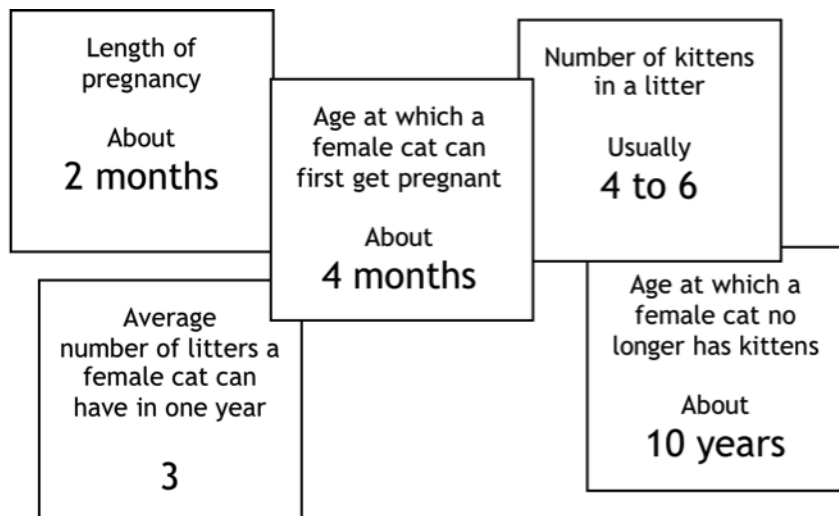 Length of
pregnancy
About
2 months
Age at which a
female cat can
first get pregnant
About
4 months
Number of kittens
in a litter
Usually
4 to 6
Average
number of litters a
female cat can
have in one year
3
Age at which a
female cat no
longer has kittens
About
10 years